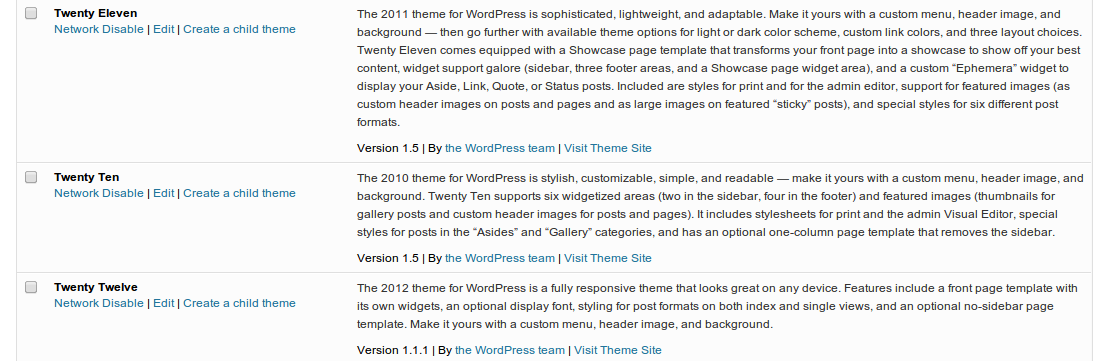 Twenty Eleven
Network Disable | Edit | Create a child theme
The 2011 theme for WordPress is sophisticated, lightweight, and adaptable. Make it yours with a custom menu, header image, and
background — then go further with available theme options for light or dark color scheme, custom link colors, and three layout choices.
Twenty Eleven comes equipped with a Showcase page template that transforms your front page into a showcase to show off your best
content, widget support galore (sidebar, three footer areas, and a Showcase page widget area), and a custom “Ephemera” widget to
display your Aside, Link, Quote, or Status posts. Included are styles for print and for the admin editor, support for featured images (as
custom header images on posts and pages and as large images on featured “sticky” posts), and special styles for six different post
formats.
Version 1.5 | By the WordPress team | Visit Theme Site
Twenty Ten
Network Disable | Edit | Create a child theme
The 2010 theme for WordPress is stylish, customizable, simple, and readable — make it yours with a custom menu, header image, and
background. Twenty Ten supports six widgetized areas (two in the sidebar, four in the footer) and featured images (thumbnails for
gallery posts and custom header images for posts and pages). It includes stylesheets for print and the admin Visual Editor, special
styles for posts in the “Asides” and “Gallery” categories, and has an optional one-column page template that removes the sidebar.
Version 1.5 | By the WordPress team | Visit Theme Site
Twenty Twelve
Network Disable | Edit | Create a child theme
The 2012 theme for WordPress is a fully responsive theme that looks great on any device. Features include a front page template with
its own widgets, an optional display font, styling for post formats on both index and single views, and an optional no-sidebar page
template. Make it yours with a custom menu, header image, and background.
Version 1.1.1 | By the WordPress team | Visit Theme Site